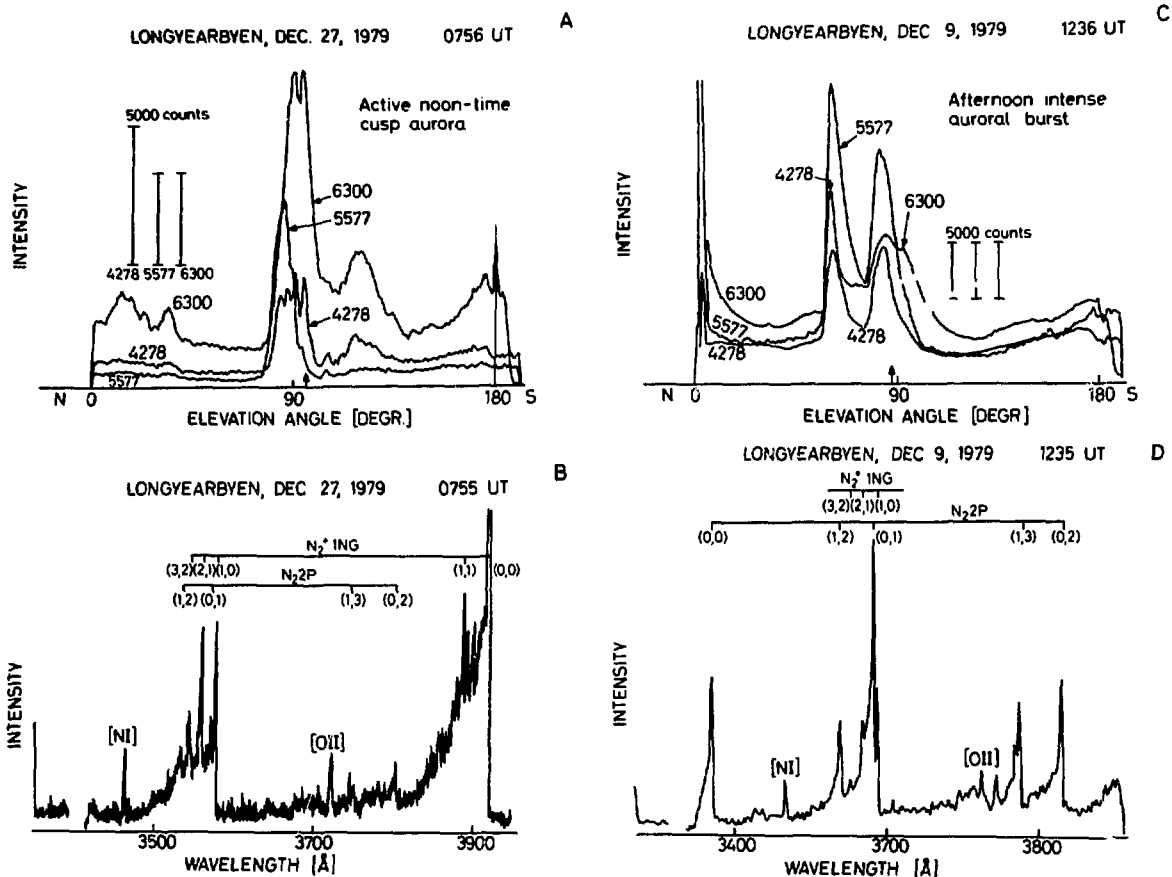 A
LONGYEARBYEN, DEC. 27, 1979 0756 UT
Active noon-time
cusp aurora
5000 counts
4278 5577 6300
6300
5577
4278
6300
4278
5577
INTENSITY
N 0 90 180 S
ELEVATION ANGLE [DEGR.]
C
LONGYEARBYEN, DEC 9, 1979 1236 UT
Afternoon intense
auroral burst
5577
4278
6300
5000 counts
6300
5577
4278
4278
INTENSITY
N 0 90 180 S
ELEVATION ANGLE [DEGR]
B
LONGYEARBYEN, DEC 27, 1979 0755 UT
N₂⁺ 1NG
(3,2)(2,1)(1,0) (1,1) (0,0)
N₂2P
(1,2) (0,1) (1,3) (0,2)
[NI]
[OII]
INTENSITY
3500 3700 3900
WAVELENGTH [Å]
D
LONGYEARBYEN, DEC 9, 1979 1235 UT
N₂⁺ 1NG
(3,2)(2,1)(1,0)
N₂2P
(0,0) (1,2) (0,1) (1,3) (0,2)
[NI]
[OII]
INTENSITY
3400 3700 3800
WAVELENGTH [Å]